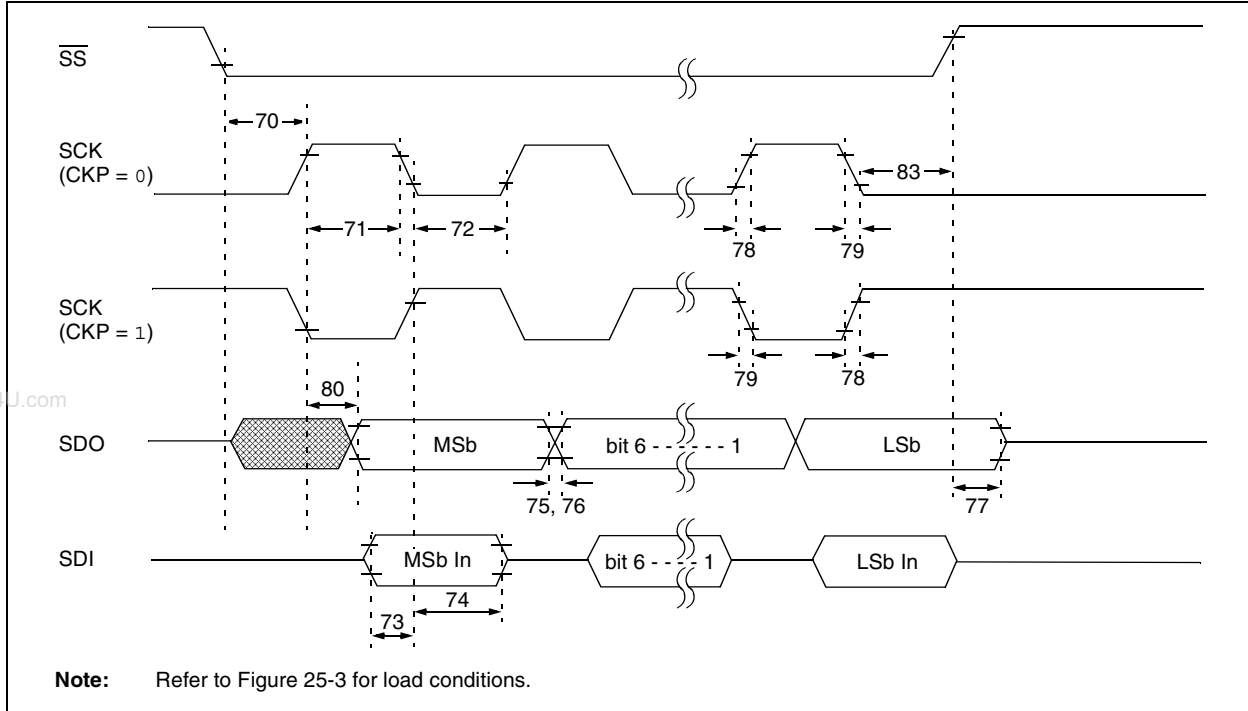 SS
70
SCK
(CKP = 0)
83
71
72
78
79
SCK
(CKP = 1)
79
78
80
4U.com
SDO
MSb
bit 6 - - - - - - 1
LSb
75, 76
77
SDI
MSb In
bit 6 - - - - 1
LSb In
74
73
Note: Refer to Figure 25-3 for load conditions.